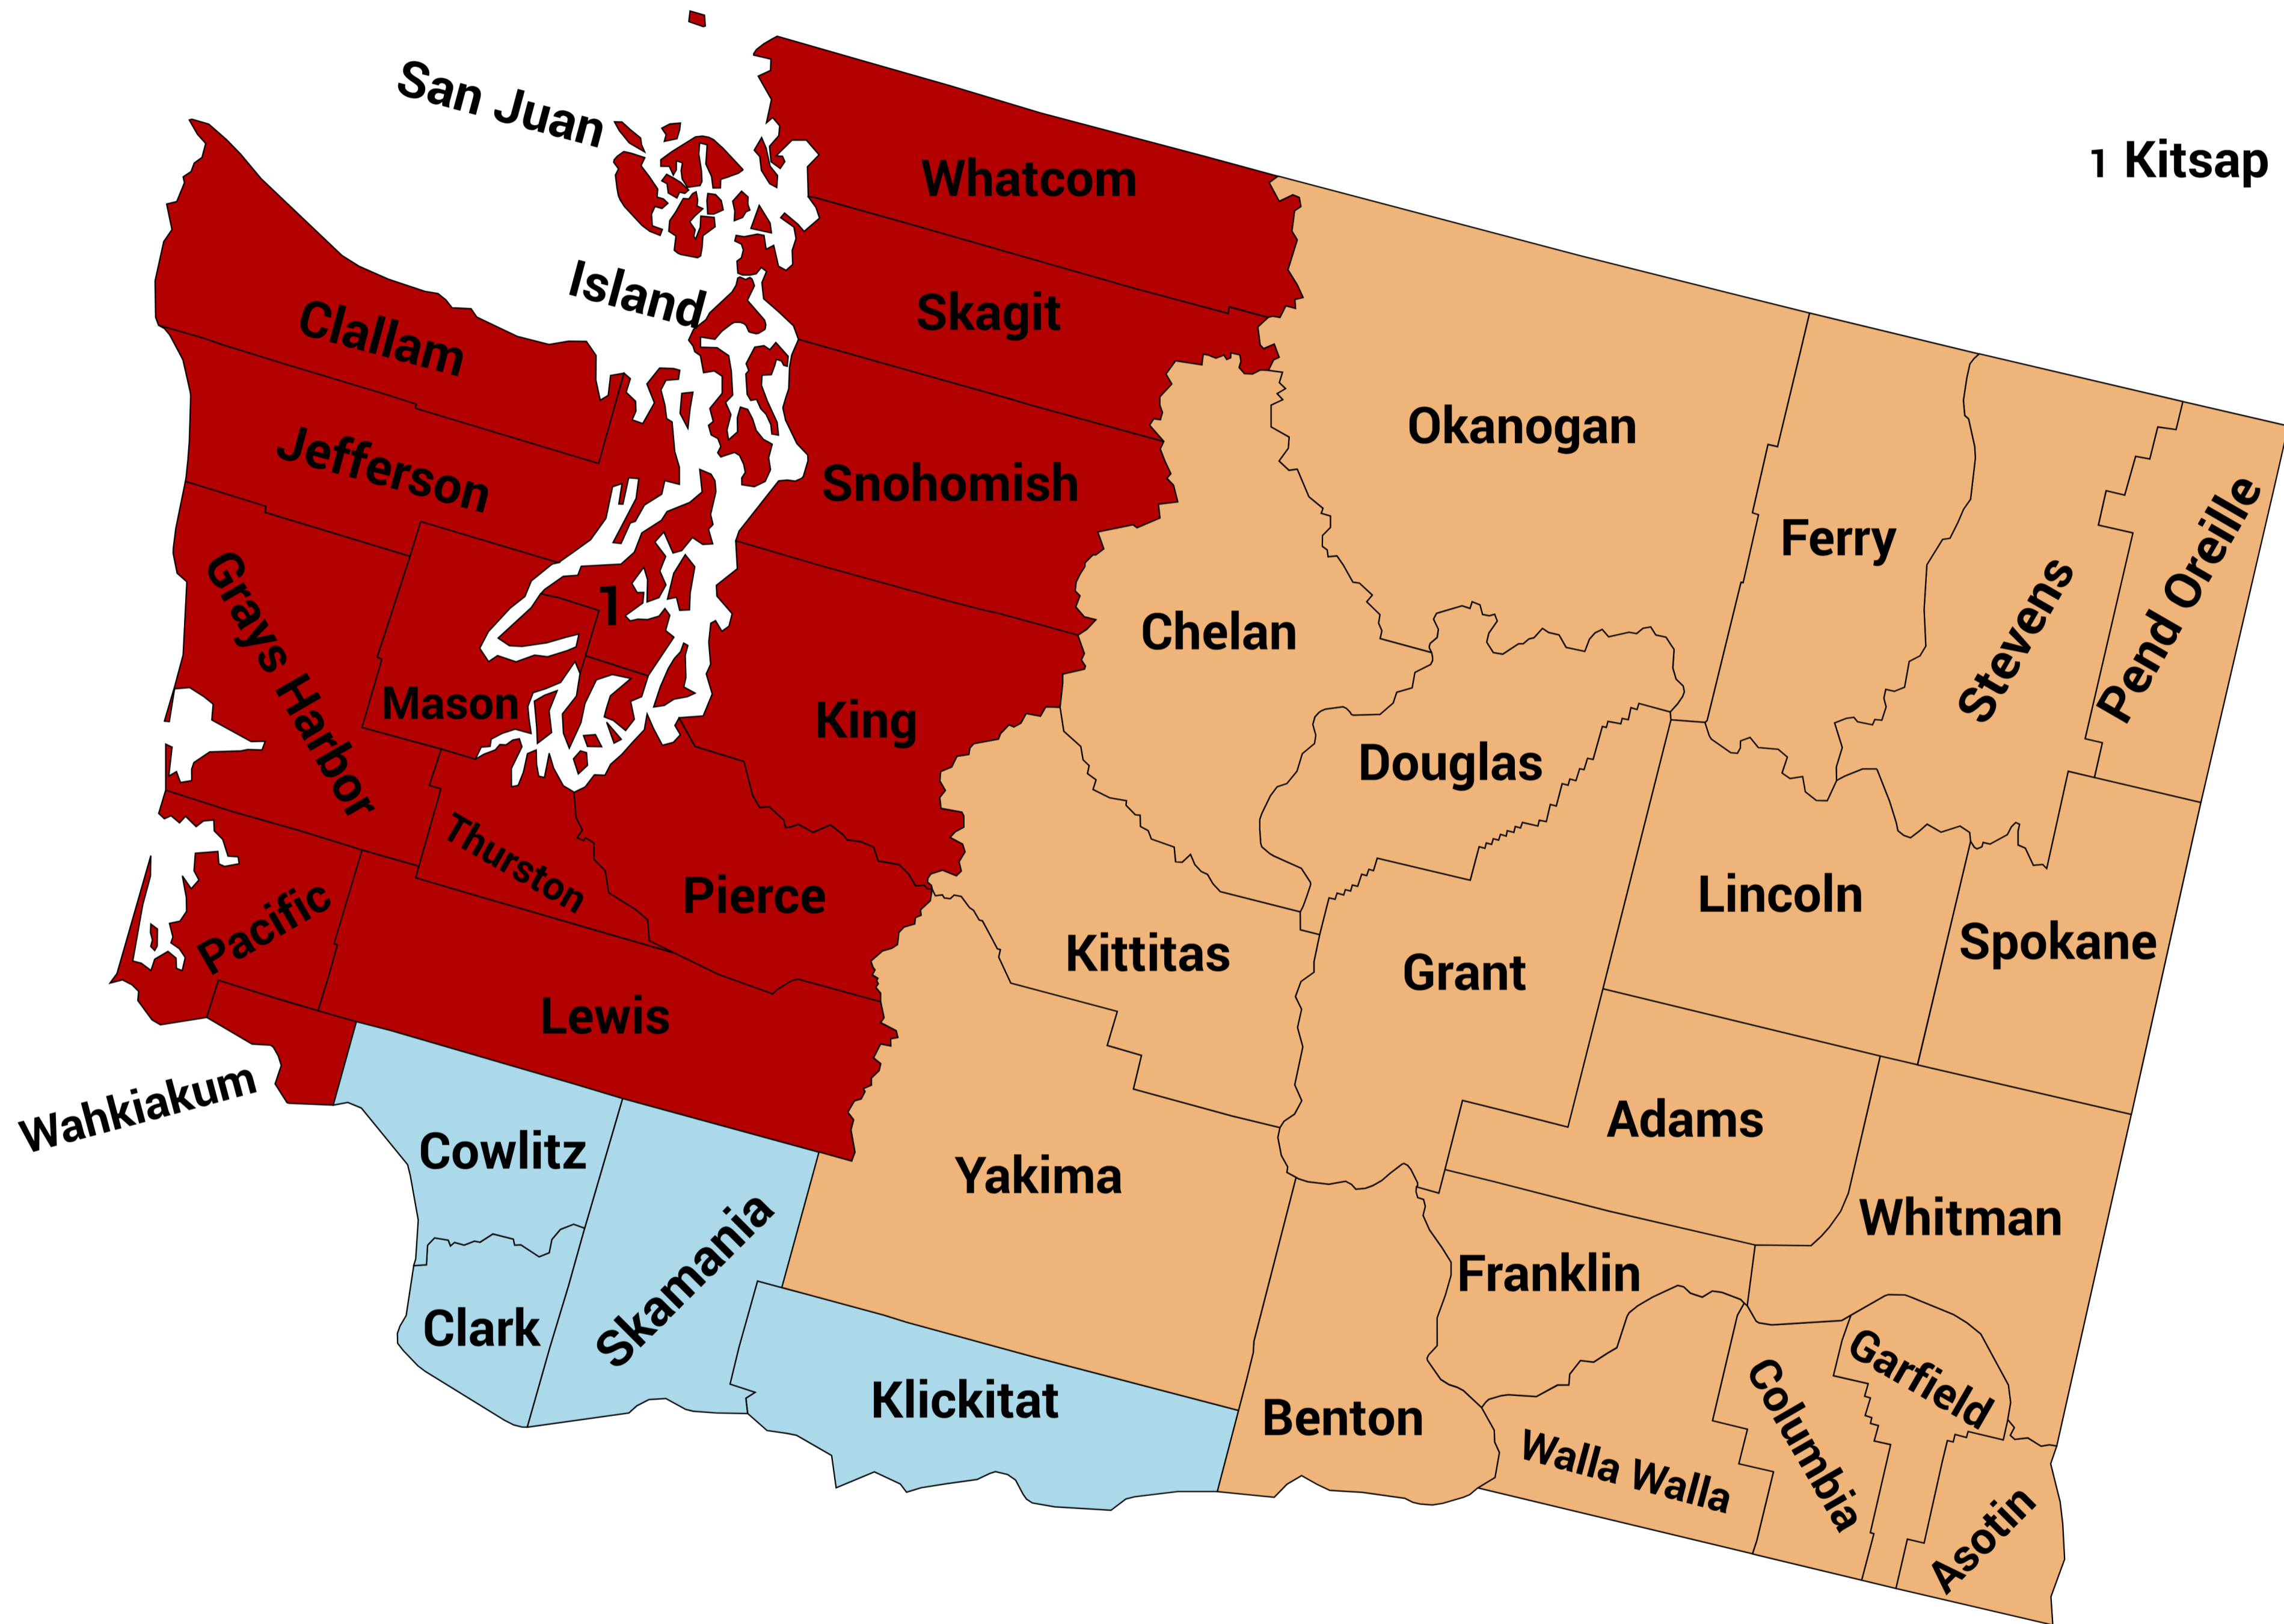 San Juan
1 Kitsap
Whatcom
Island
Skagit
Clallam
Okanogan
Jefferson
Snohomish
Ferry
Pend Oreille
Grays Harbor
1
Chelan
Stevens
Mason
King
Douglas
Thurston
Pierce
Lincoln
Pacific
Kittitas
Spokane
Grant
Lewis
Wahkiakum
Adams
Cowlitz
Yakima
Whitman
Skamania
Franklin
Clark
Garfield
Klickitat
Benton
Columbia
Walla Walla
Asotin